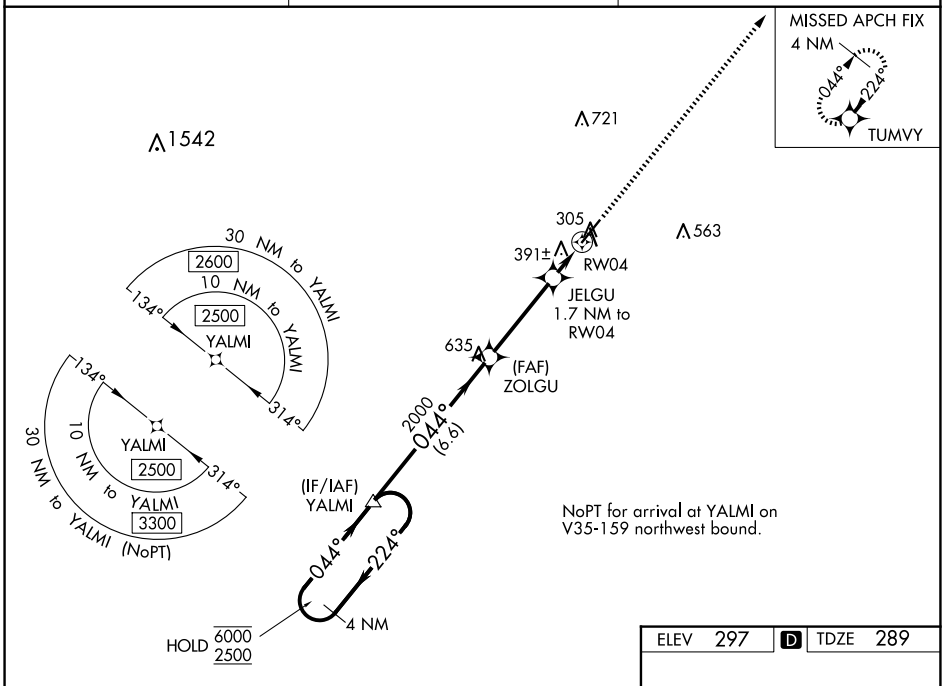 MISSED APCH FIX
4 NM
044°
224°
TUMVY
1542
721
305
563
391±
RW04
JELGU
1.7 NM to
RW04
635
(FAF)
ZOLGU
30 NM to YALMI
2600
10 NM to YALMI
134°
2500
YALMI
314°
134°
YALMI
2500
314°
10 NM to YALMI
3300
30 NM to YALMI (NoPT)
2000
044°
(6.6)
(IF/IAF)
YALMI
044°
224°
4 NM
HOLD 6000
2500
NoPT for arrival at YALMI on
V35-159 northwest bound.
ELEV 297 D TDZE 289